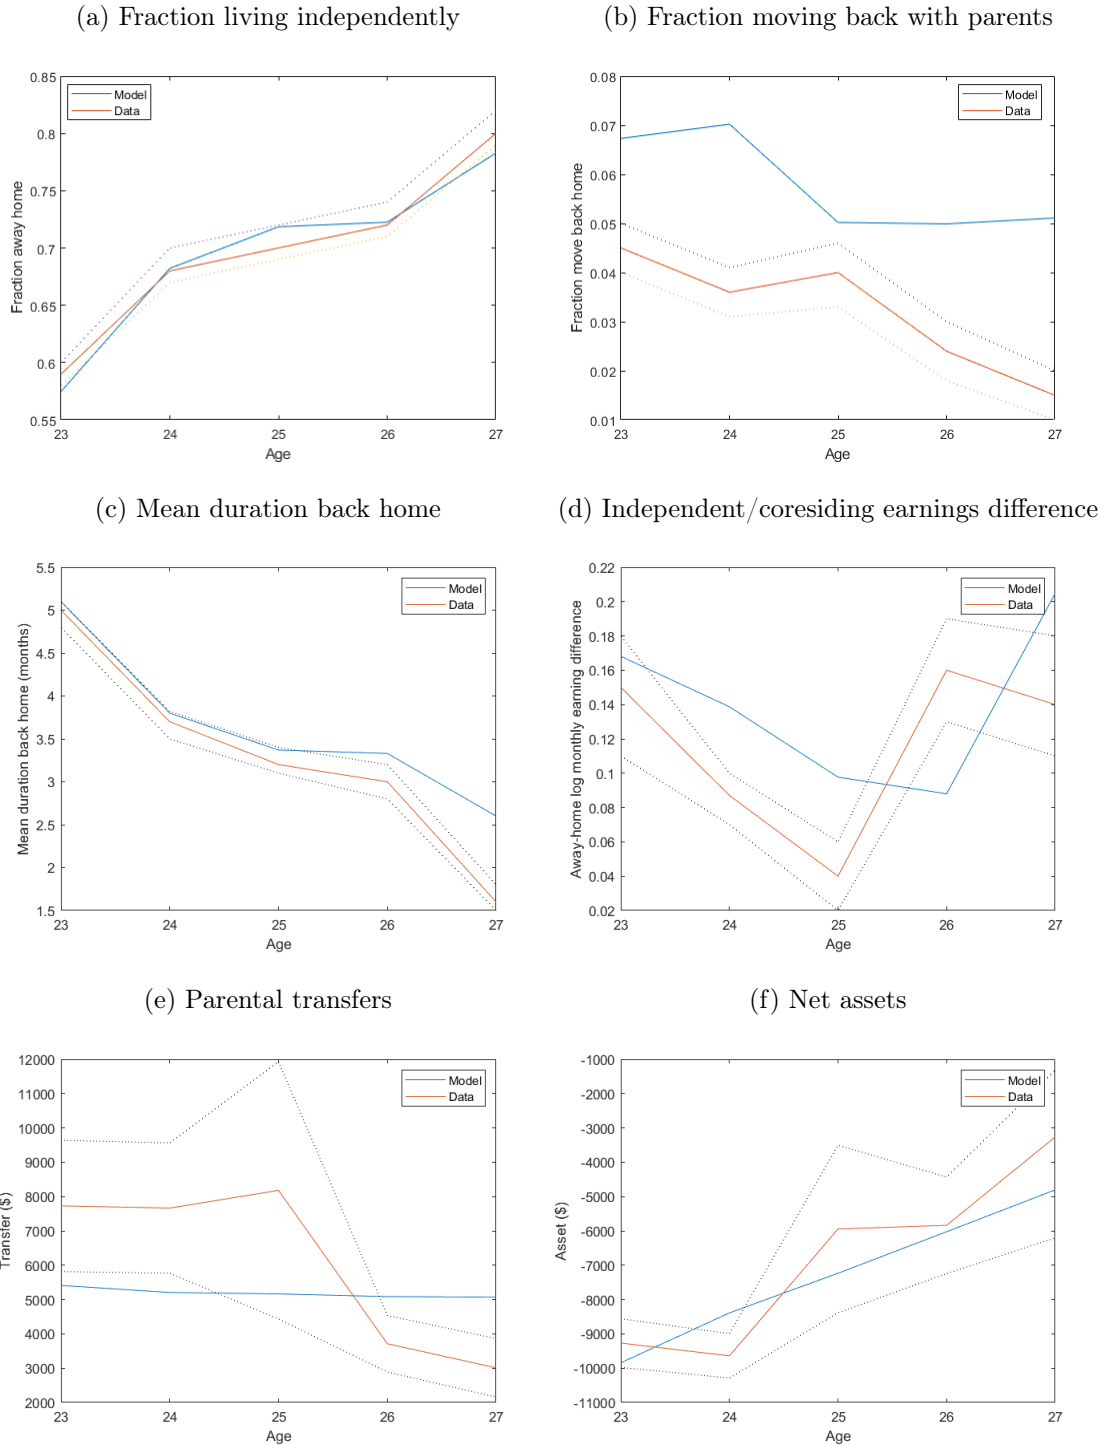 (a) Fraction living independently
(b) Fraction moving back with parents
0.85
0.8
0.75
0.7
0.65
0.6
0.55
Fraction away home
Model
Data
23 24 25 26 27
Age
0.08
0.07
0.06
0.05
0.04
0.03
0.02
0.01
Fraction move back home
Model
Data
23 24 25 26 27
Age
(c) Mean duration back home
(d) Independent/coresiding earnings difference
5.5
5
4.5
4
3.5
3
2.5
2
1.5
Mean duration back home (months)
Model
Data
23 24 25 26 27
Age
0.22
0.2
0.18
0.16
0.14
0.12
0.1
0.08
0.06
0.04
0.02
Away-home log monthly earning difference
Model
Data
23 24 25 26 27
Age
(e) Parental transfers
(f) Net assets
12000
11000
10000
9000
8000
7000
6000
5000
4000
3000
2000
Transfer ($)
Model
Data
23 24 25 26 27
Age
-1000
-2000
-3000
-4000
-5000
-6000
-7000
-8000
-9000
-10000
-11000
Asset ($)
Model
Data
23 24 25 26 27
Age